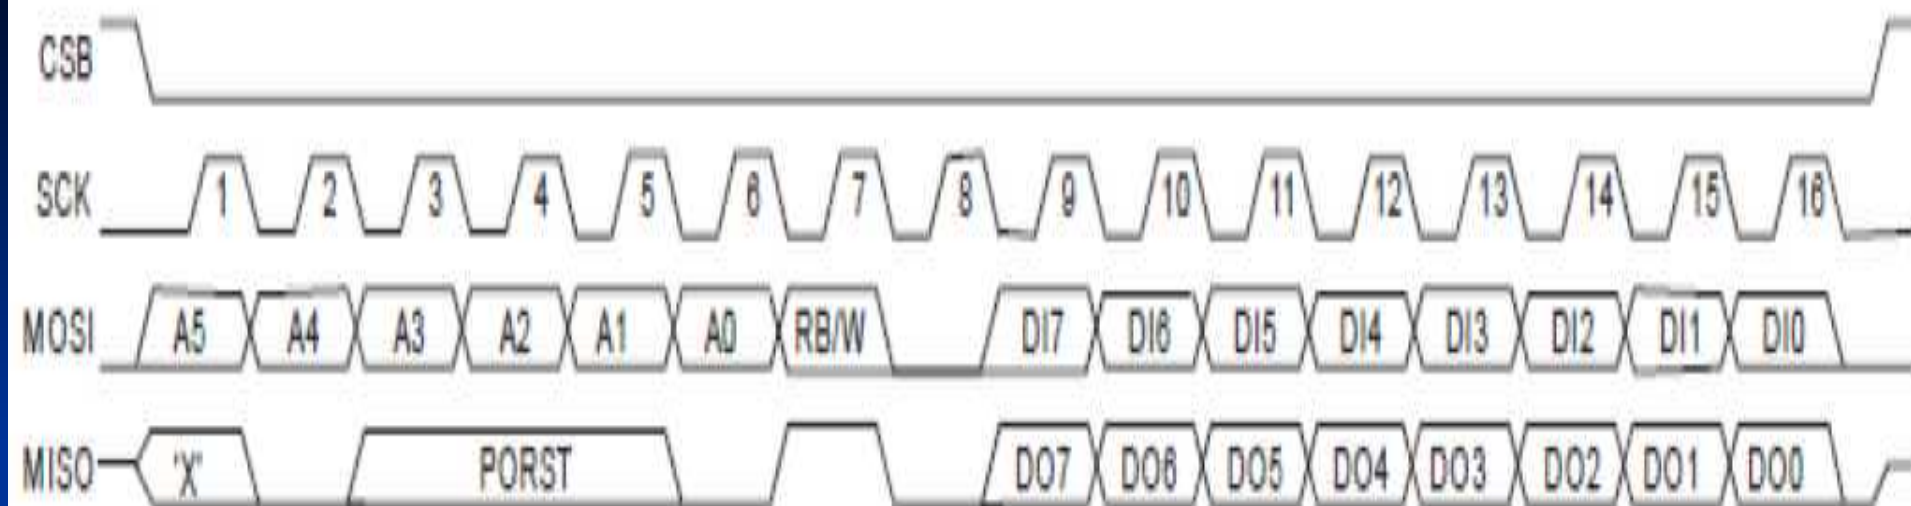 CSB
SCK 1 2 3 4 5 6 7 8 9 10 11 12 13 14 15 16
MOSI A5 A4 A3 A2 A1 A0 RB/W DI7 DI6 DI5 DI4 DI3 DI2 DI1 DI0
MISO 'X' PORST DO7 DO6 DO5 DO4 DO3 DO2 DO1 DO0